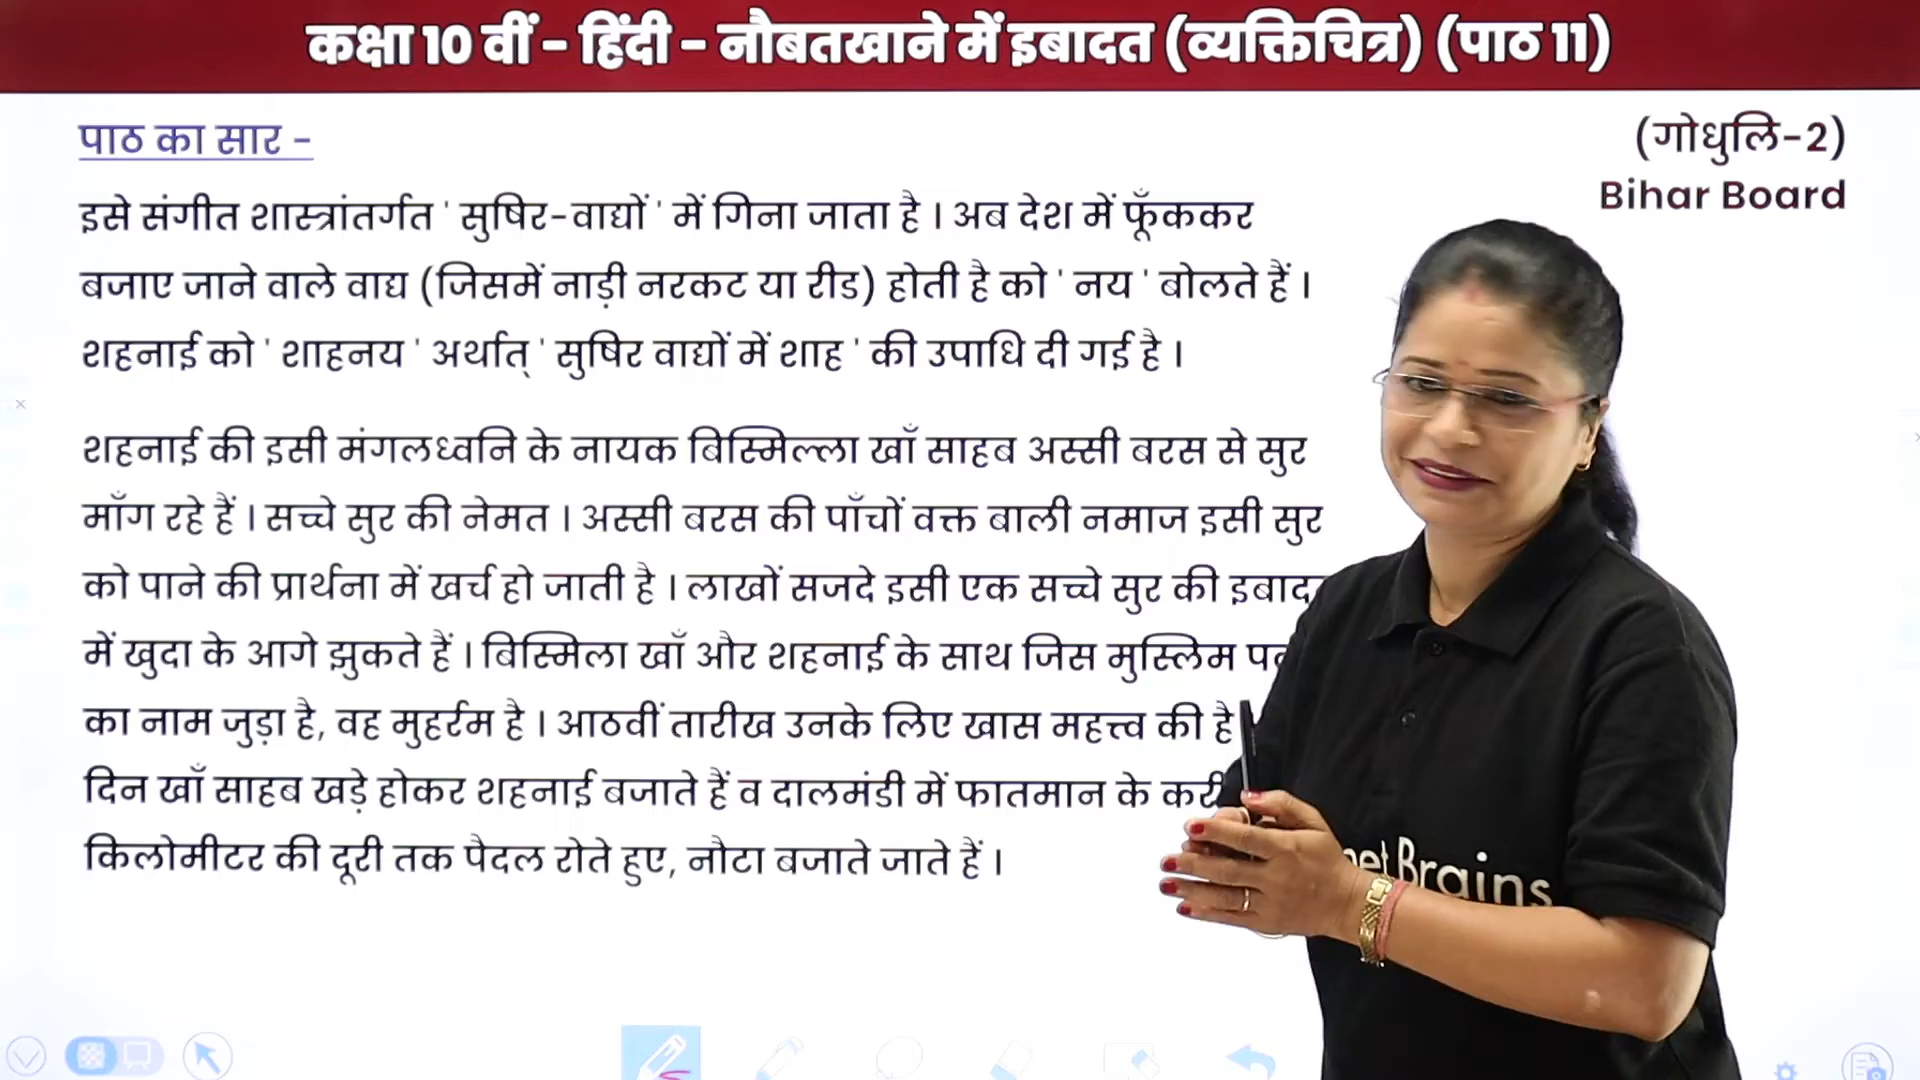 कक्षा 10 वीं - हिंदी - नौबतखाने में इबादत (व्यक्तिचित्र) (पाठ 11)
पाठ का सार -
(गोधुलि-2)
Bihar Board
इसे संगीत शास्त्रांतर्गत ' सुषिर-वाद्यों ' में गिना जाता है । अब देश में फूँककर
बजाए जाने वाले वाद्य (जिसमें नाड़ी नरकट या रीड) होती है को ' नय ' बोलते हैं ।
शहनाई को ' शाहनय ' अर्थात् ' सुषिर वाद्यों में शाह ' की उपाधि दी गई है ।
शहनाई की इसी मंगलध्वनि के नायक बिस्मिल्ला खाँ साहब अस्सी बरस से सुर
माँग रहे हैं । सच्चे सुर की नेमत । अस्सी बरस की पाँचों वक्त बाली नमाज इसी सुर
को पाने की प्रार्थना में खर्च हो जाती है । लाखों सजदे इसी एक सच्चे सुर की
में खुदा के आगे झुकते हैं । बिस्मिला खाँ और शहनाई के साथ जिस मुस्लिम
का नाम जुड़ा है, वह मुहर्रम है । आठवीं तारीख उनके लिए खास महत्त्व की है
दिन खाँ साहब खड़े होकर शहनाई बजाते हैं व दालमंडी में फातमान के
किलोमीटर की दूरी तक पैदल रोते हुए, नौटा बजाते जाते हैं ।
Brains